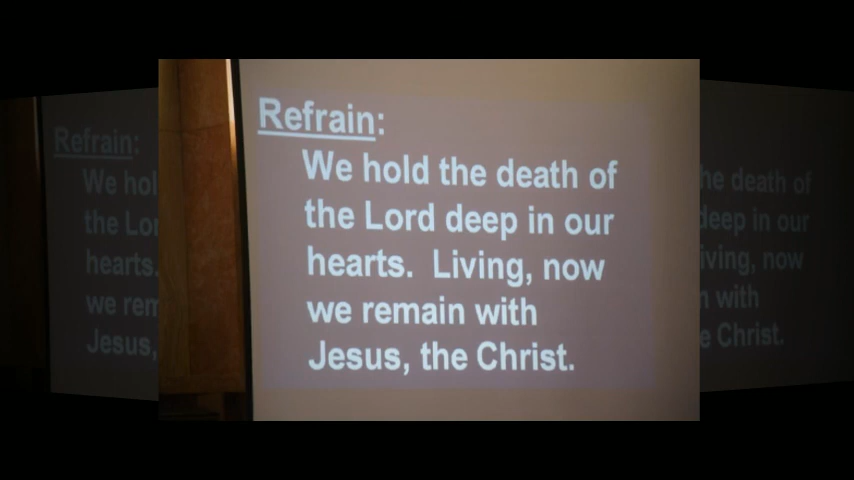 Refrain:
We hold the death of
the Lord deep in our
hearts.  Living, now
we remain with
Jesus, the Christ.